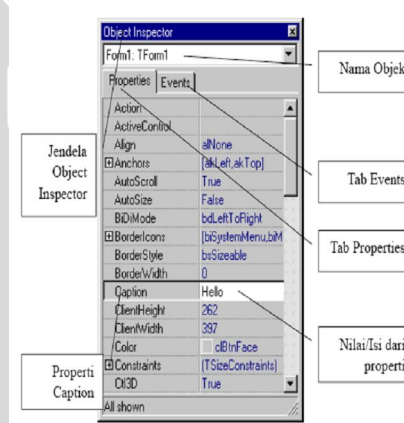 Object Inspector
Form1: TForm1
Nama Objek
Properties Events
Action
ActiveControl
Align alNone
Anchors [akLeft,akTop]
AutoScroll True
AutoSize False
BiDiMode bdLeftToRight
BorderIcons [biSystemMenu,biM
BorderStyle bsSizeable
BorderWidth 0
Caption Hello
ClientHeight 262
ClientWidth 397
Color clBtnFace
Constraints (TSizeConstraints)
Ctl3D True
All shown
Jendela
Object
Inspector
Properti
Caption
Tab Events
Tab Properties
Nilai/Isi dari
properti